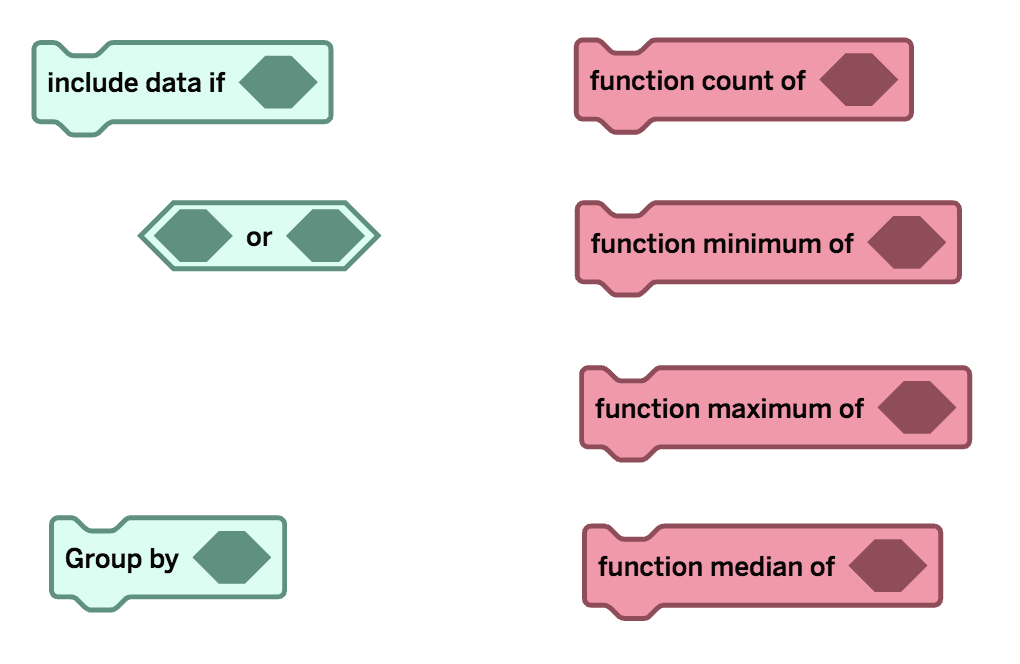 include data if
or
Group by
function count of
function minimum of
function maximum of
function median of